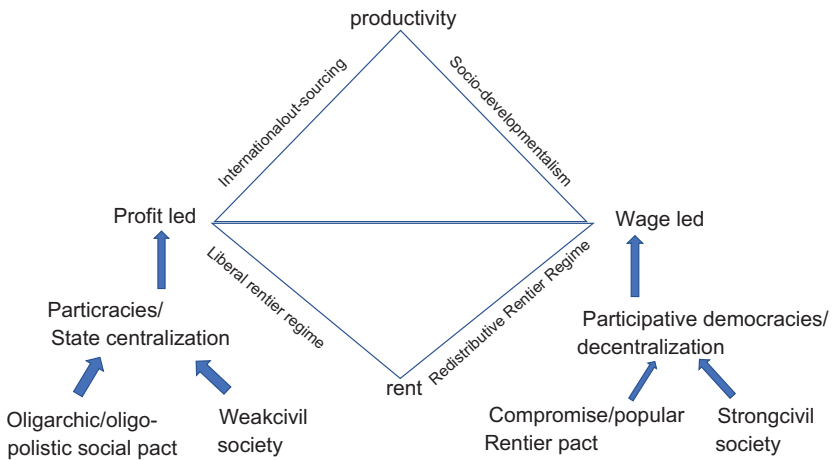 productivity
Internationalout-sourcing
Socio-developmentalism
Profit led
Wage led
Liberal rentier regime
Redistributive Rentier Regime
Particracies/
State centralization
Participative democracies/
decentralization
rent
Oligarchic/oligo-
polistic social pact
Weakcivil
society
Compromise/popular
Rentier pact
Strongcivil
society